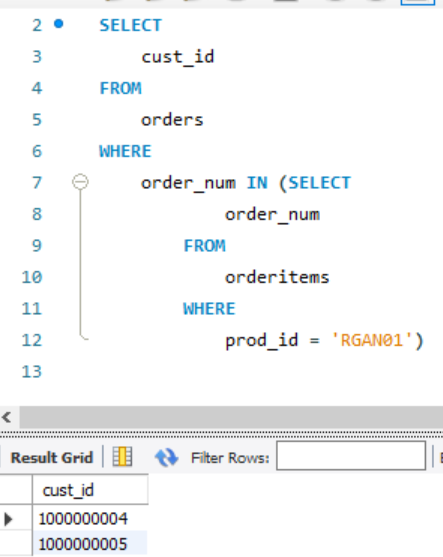 2 SELECT
3 cust_id
4 FROM
5 orders
6 WHERE
7 order_num IN (SELECT
8 order_num
9 FROM
10 orderitems
11 WHERE
12 prod_id = 'RGAN01')
13
Result Grid Filter Rows:
cust_id
1000000004
1000000005